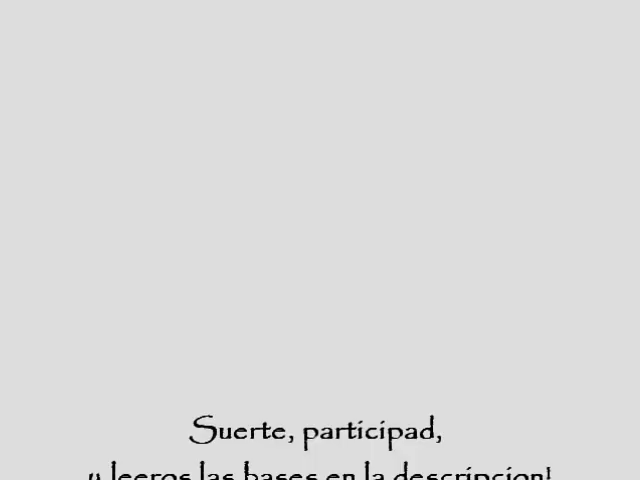 Suerte, participad,
y leeros las bases en la descripcion!